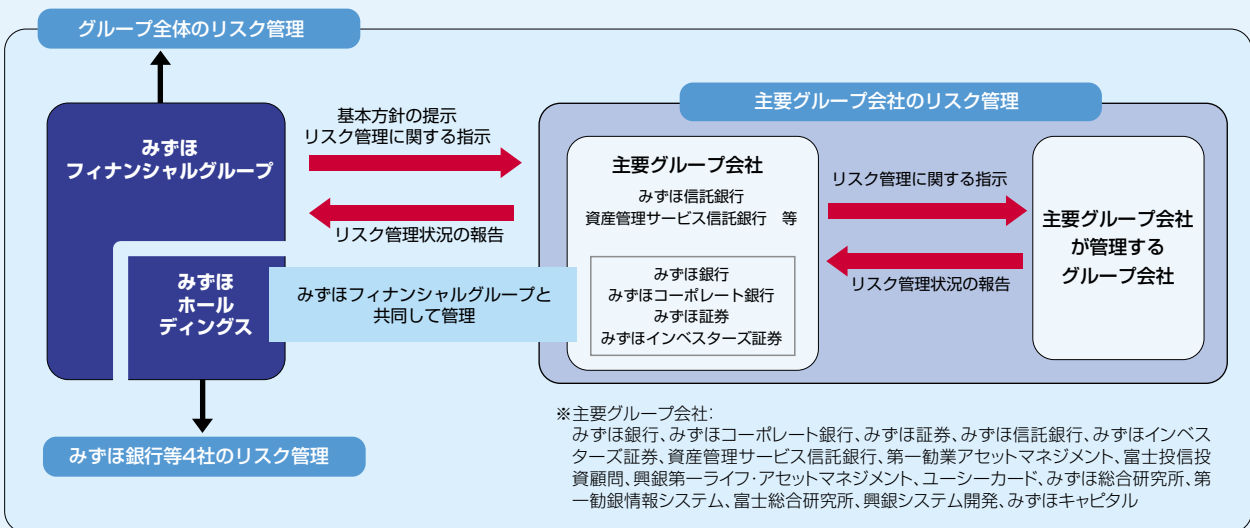 グループ全体のリスク管理
みずほ
フィナンシャルグループ
基本方針の提示
リスク管理に関する指示
リスク管理状況の報告
みずほ
ホール
ディングス
みずほフィナンシャルグループと
共同して管理
みずほ銀行等4社のリスク管理
主要グループ会社のリスク管理
主要グループ会社
みずほ信託銀行
資産管理サービス信託銀行　等
みずほ銀行
みずほコーポレート銀行
みずほ証券
みずほインベスターズ証券
リスク管理に関する指示
リスク管理状況の報告
主要グループ会社
が管理する
グループ会社
※主要グループ会社:
みずほ銀行、みずほコーポレート銀行、みずほ証券、みずほ信託銀行、みずほインベス
ターズ証券、資産管理サービス信託銀行、第一勧業アセットマネジメント、富士投信投
資顧問、興銀第一ライフ・アセットマネジメント、ユーシーカード、みずほ総合研究所、第
一勧銀情報システム、富士総合研究所、興銀システム開発、みずほキャピタル